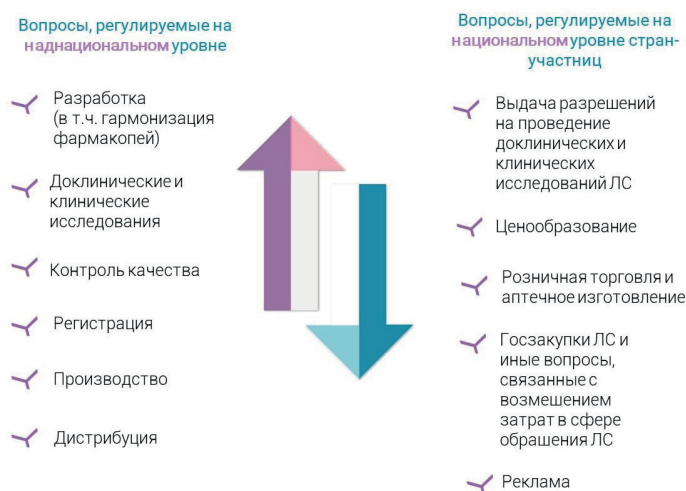 Вопросы, регулируемые на
наднациональном уровне
Разработка
(в т.ч. гармонизация
фармакопей)
Доклинические и
клинические
исследования
Контроль качества
Регистрация
Производство
Дистрибуция
Вопросы, регулируемые на
национальном уровне стран-
участниц
Выдача разрешений
на проведение
доклинических и
клинических
исследований ЛС
Ценообразование
Розничная торговля и
аптечное изготовление
Госзакупки ЛС и
иные вопросы,
связанные с
возмешением
затрат в сфере
обрашения ЛС
Реклама